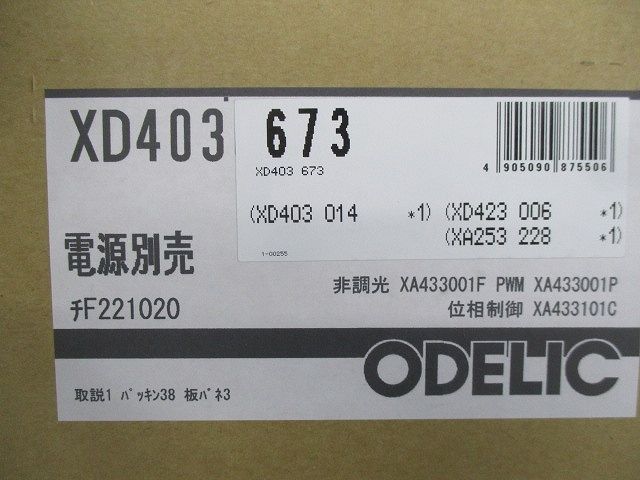 XD403 673
XD403 673
4 905090 875506
(XD403 014 *1) (XD423 006 *1)
(XA253 228 *1)
1-00255
電源別売
非調光 XA433001F PWM XA433001P
ﾁF221020
位相制御 XA433101C
ODELIC
取説1 ﾊﾟｯｷﾝ38 板ﾊﾞﾈ3